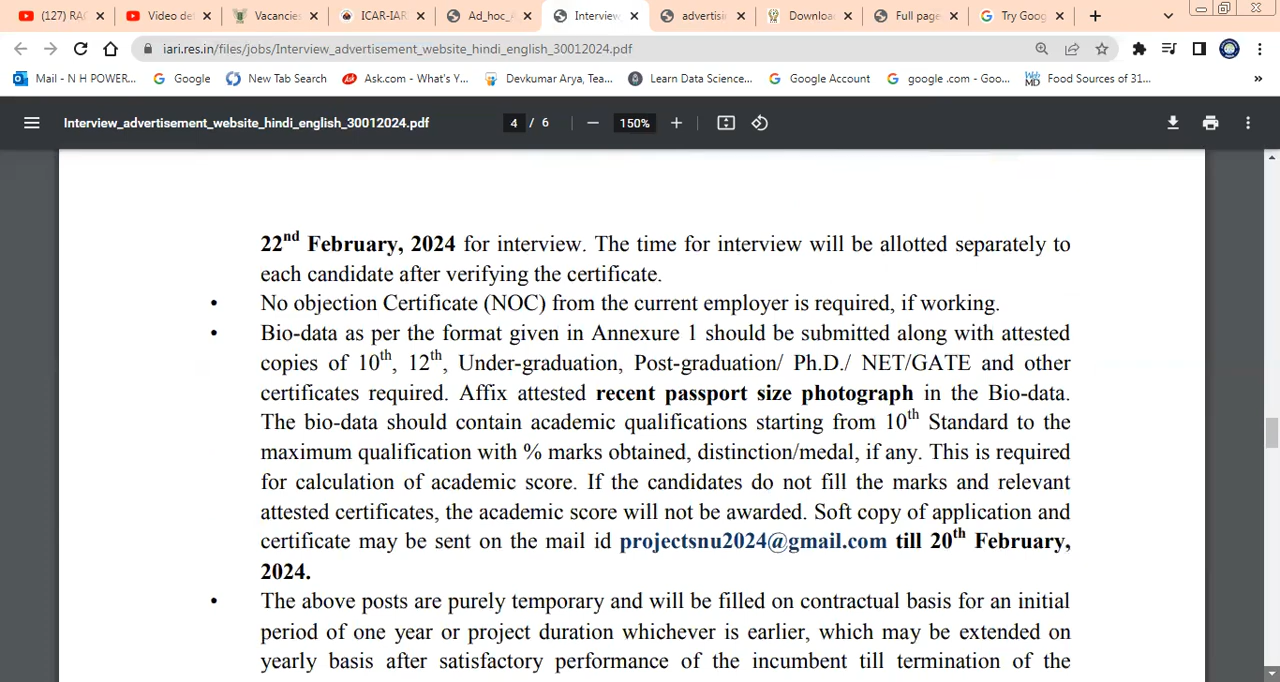 (127) RAC
Video det
Vacancies
ICAR-IAR
Ad_hoc_
Interview
advertisin
Download
Full page
Try Goog
iari.res.in/files/jobs/Interview_advertisement_website_hindi_english_30012024.pdf
Mail - N H POWER... Google New Tab Search Ask.com - What's Y... Devkumar Arya, Tea... Learn Data Science... Google Account google .com - Goo... Food Sources of 31... »
Interview_advertisement_website_hindi_english_30012024.pdf 4 / 6 — 150% +
22nd February, 2024 for interview. The time for interview will be allotted separately to
each candidate after verifying the certificate.
• No objection Certificate (NOC) from the current employer is required, if working.
• Bio-data as per the format given in Annexure 1 should be submitted along with attested
copies of 10th, 12th, Under-graduation, Post-graduation/ Ph.D./ NET/GATE and other
certificates required. Affix attested recent passport size photograph in the Bio-data.
The bio-data should contain academic qualifications starting from 10th Standard to the
maximum qualification with % marks obtained, distinction/medal, if any. This is required
for calculation of academic score. If the candidates do not fill the marks and relevant
attested certificates, the academic score will not be awarded. Soft copy of application and
certificate may be sent on the mail id projectsnu2024@gmail.com till 20th February,
2024.
• The above posts are purely temporary and will be filled on contractual basis for an initial
period of one year or project duration whichever is earlier, which may be extended on
yearly basis after satisfactory performance of the incumbent till termination of the